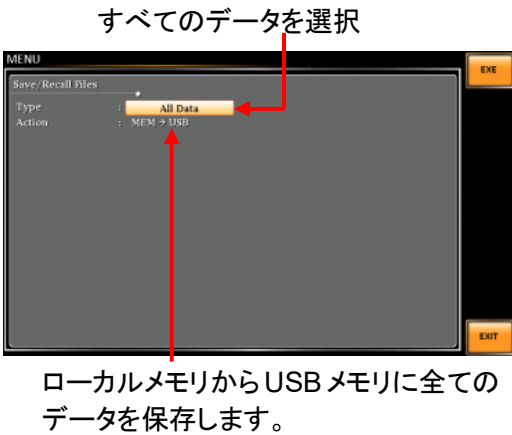 すべてのデータを選択
MENU
EXE
Save/Recall Files
Type : All Data
Action : MEM → USB
EXIT
ローカルメモリからUSBメモリに全ての
データを保存します。